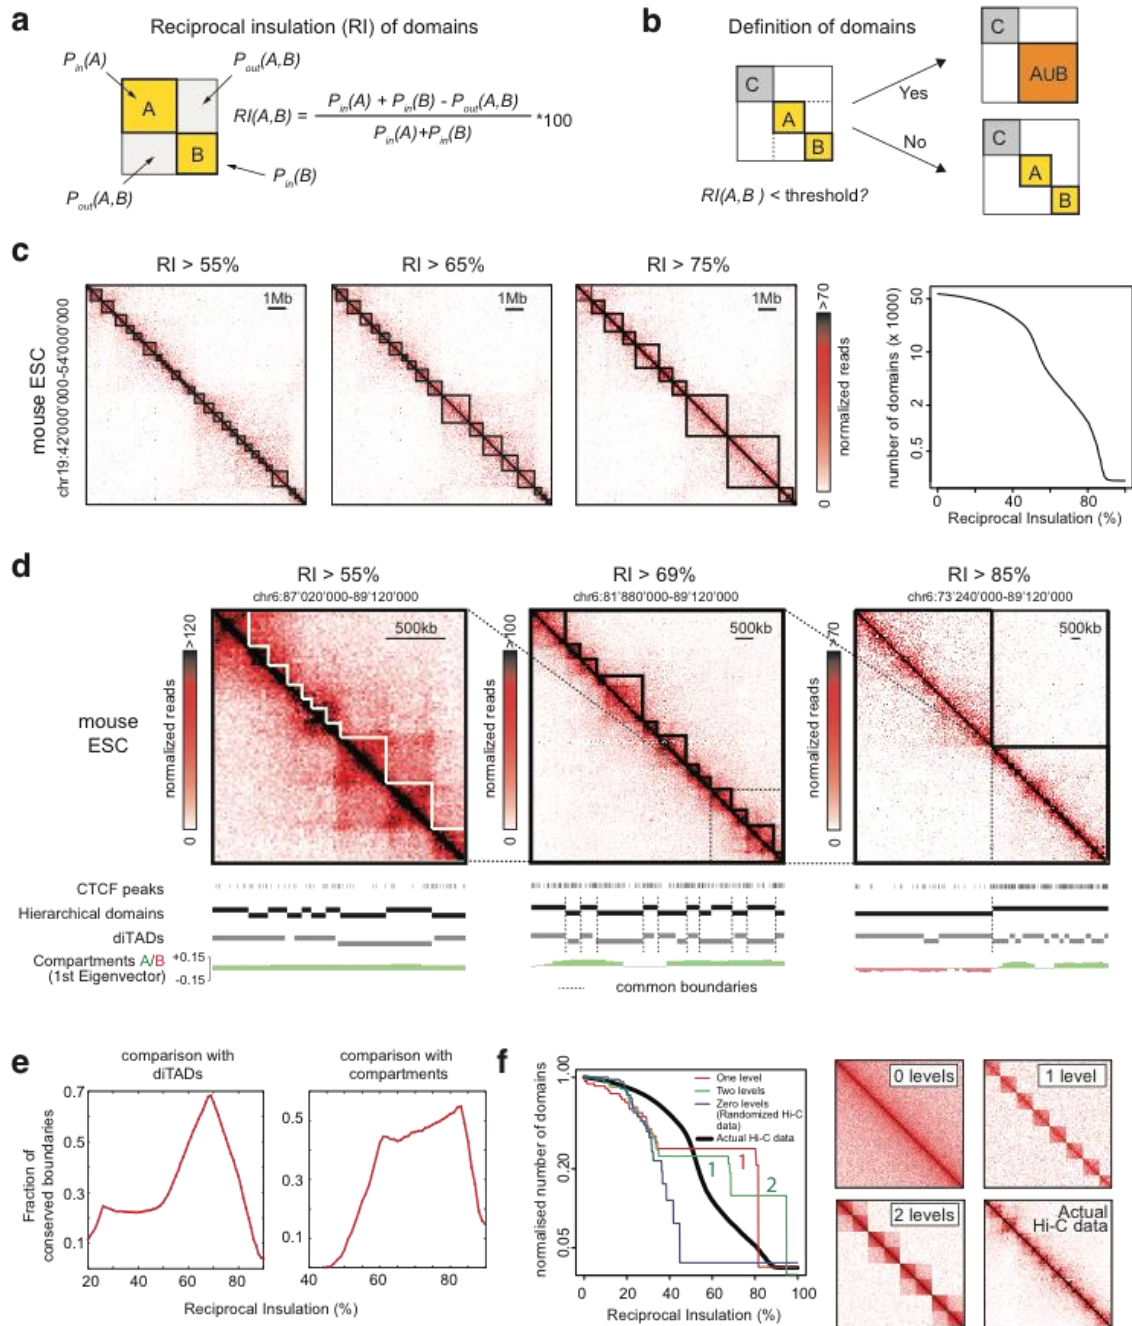 a
Reciprocal insulation (RI) of domains
P_in(A)
P_out(A,B)
A
B
RI(A,B) = (P_in(A) + P_in(B) - P_out(A,B)) / (P_in(A)+P_in(B)) *100
P_in(B)
P_out(A,B)
b
Definition of domains
C
A
B
Yes
No
C
AUB
C
A
B
RI(A,B) < threshold?
c
mouse ESC
chr19:42'000'000-54'000'000
RI > 55%
1Mb
RI > 65%
1Mb
RI > 75%
1Mb
>70
normalized reads
0
number of domains (x 1000)
50
10
2
0.5
0
40
80
Reciprocal Insulation (%)
d
mouse
ESC
RI > 55%
chr6:87'020'000-89'120'000
500kb
>120
normalized reads
0
RI > 69%
chr6:81'880'000-89'120'000
500kb
>100
normalized reads
0
RI > 85%
chr6:73'240'000-89'120'000
500kb
>70
normalized reads
0
CTCF peaks
Hierarchical domains
diTADs
Compartments A/B
(1st Eigenvector)
+0.15
-0.15
common boundaries
e
comparison with
diTADs
comparison with
compartments
Fraction of
conserved boundaries
0.7
0.5
0.3
0.1
20
40
60
80
0.5
0.3
0.1
40
60
80
Reciprocal Insulation (%)
f
normalised number of domains
1.00
0.20
0.05
One level
Two levels
Zero levels
(Randomized Hi-C
data)
Actual Hi-C data
1
1
2
0
20
40
60
80
100
Reciprocal Insulation (%)
0 levels
1 level
2 levels
Actual
Hi-C data